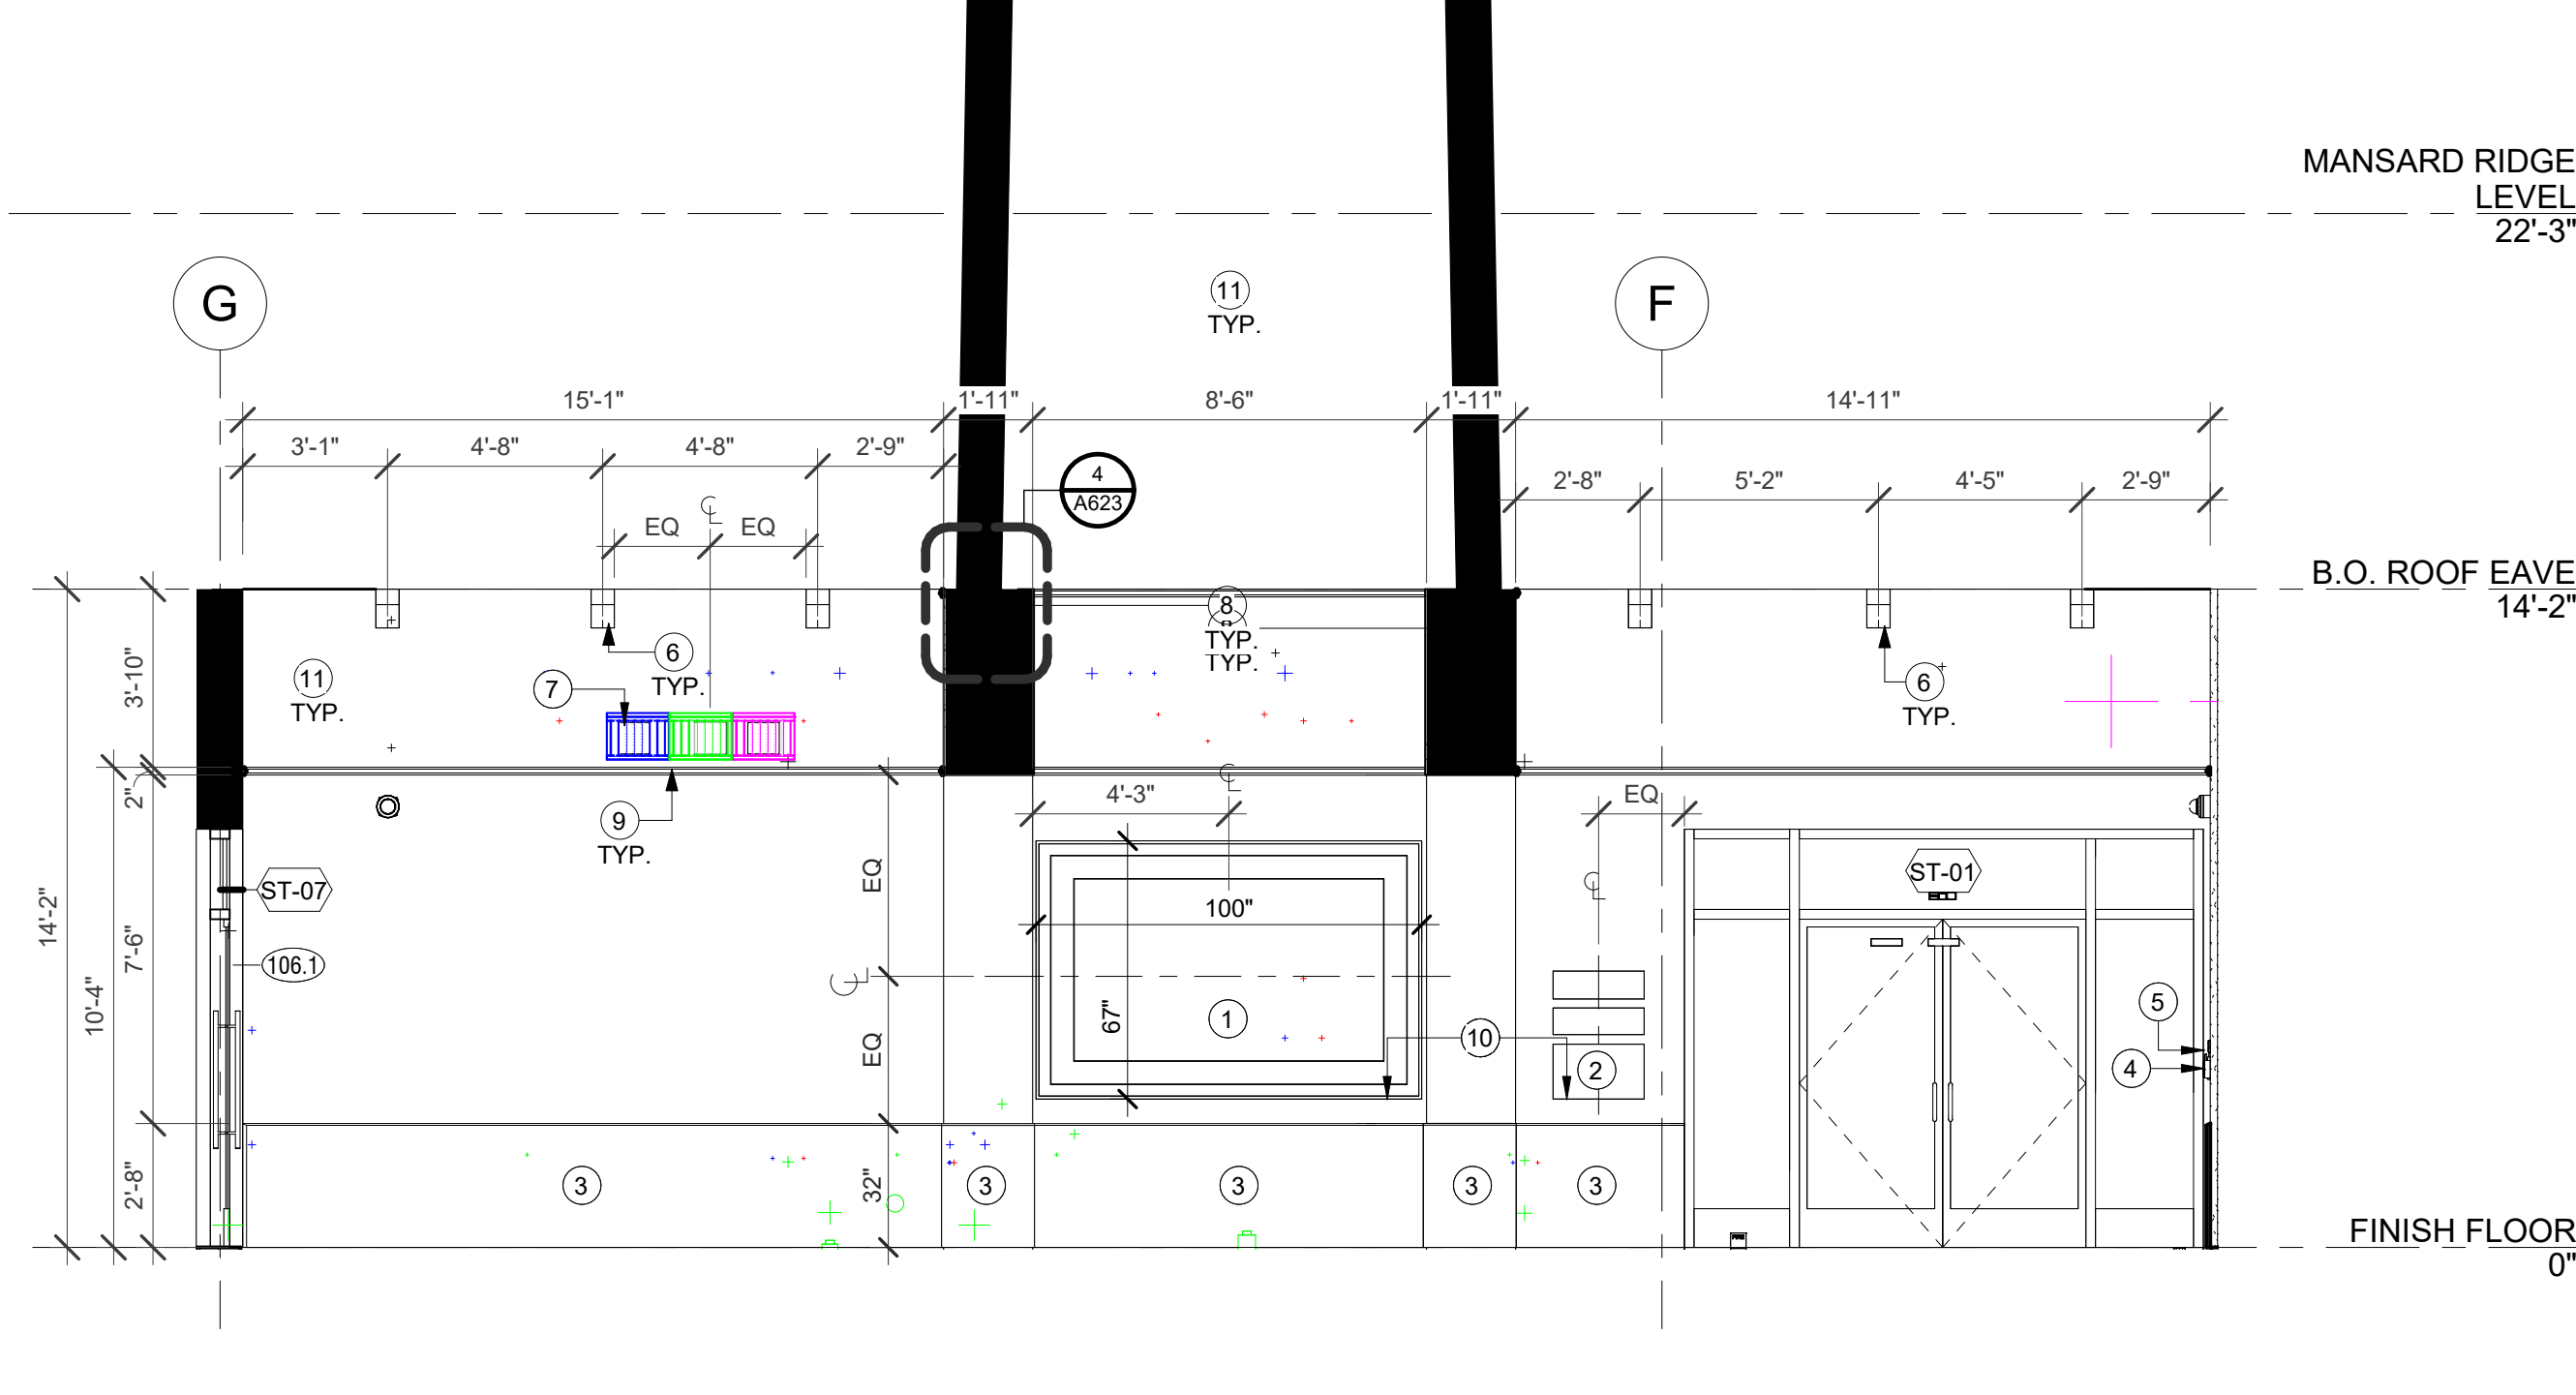 MANSARD RIDGE
LEVEL
22'-3"
G
F
11
TYP.
15'-1"
1'-11"
8'-6"
1'-11"
14'-11"
3'-1"
4'-8"
4'-8"
2'-9"
4
A623
2'-8"
5'-2"
4'-5"
2'-9"
EQ
EQ
B.O. ROOF EAVE
14'-2"
8
TYP.
TYP.
6
TYP.
7
11
TYP.
6
TYP.
3'-10"
2"
9
TYP.
4'-3"
EQ
ST-07
ST-01
EQ
100"
14'-2"
7'-6"
10'-4"
106.1
67"
1
EQ
10
2
5
4
2'-8"
32"
3
3
3
3
3
FINISH FLOOR
0"